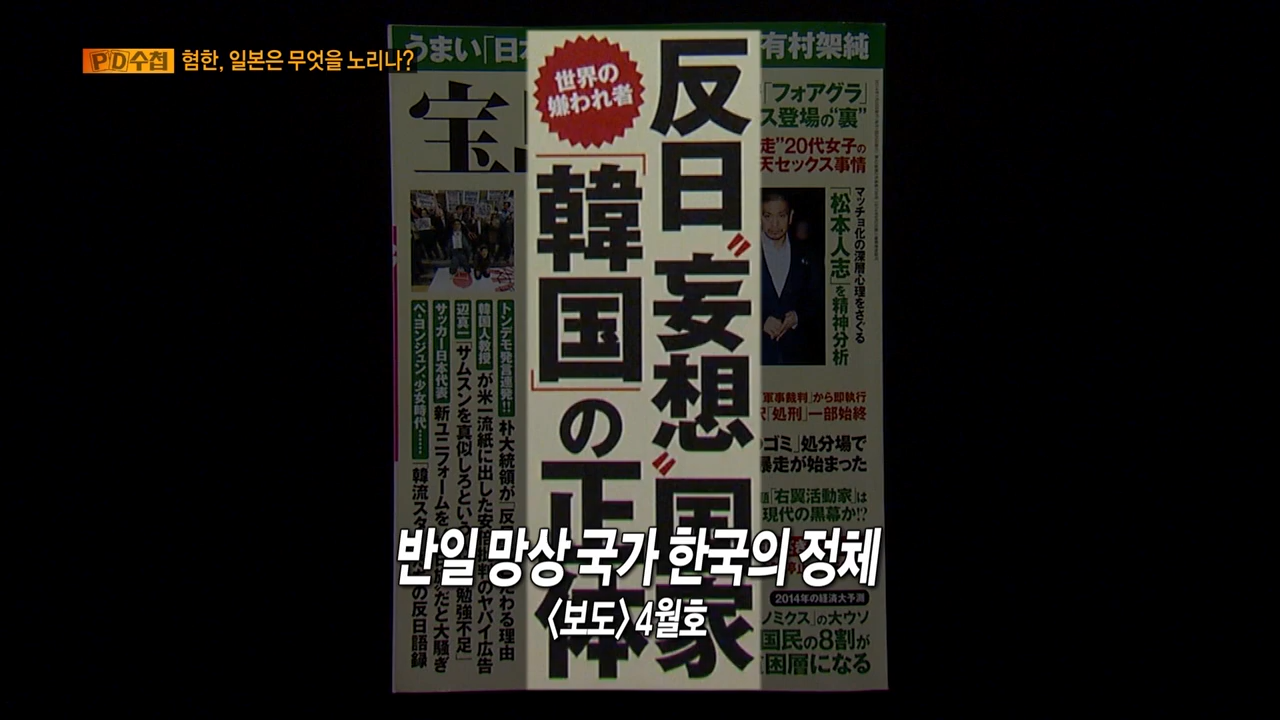 PD수첩 혐한, 일본은 무엇을 노리나?
うまい「日本
有村架純
宝
世界の
嫌われ者
反日〝妄想〟国家
「韓国」の正体
「フォアグラ」
ス登場の"裏"
走"20代女子の
天セックス事情
マッチョ化の深層心理をさぐる
「松本人志」を精神分析
軍事裁判」から即執行
「処刑」一部始終
ゴミ」処分場で
暴走が始まった
「右翼活動家」は
現代の黒幕か!?
2014年の経済大予測
ノミクス」の大ウソ
国民の8割が
困層になる
トンデモ発言連発!! 朴大統領が「反
だわる理由
韓国人教授 が米一流紙に出した安
批判のヤバイ広告
辺真一 「サムスンを真似しろという
勉強不足」
サッカー日本代表 新ユニフォームを
だと大騒ぎ
ペ・ヨンジュン、少女時代…… 「韓流スタ
の反日語録
반일 망상 국가 한국의 정체
<보도> 4월호